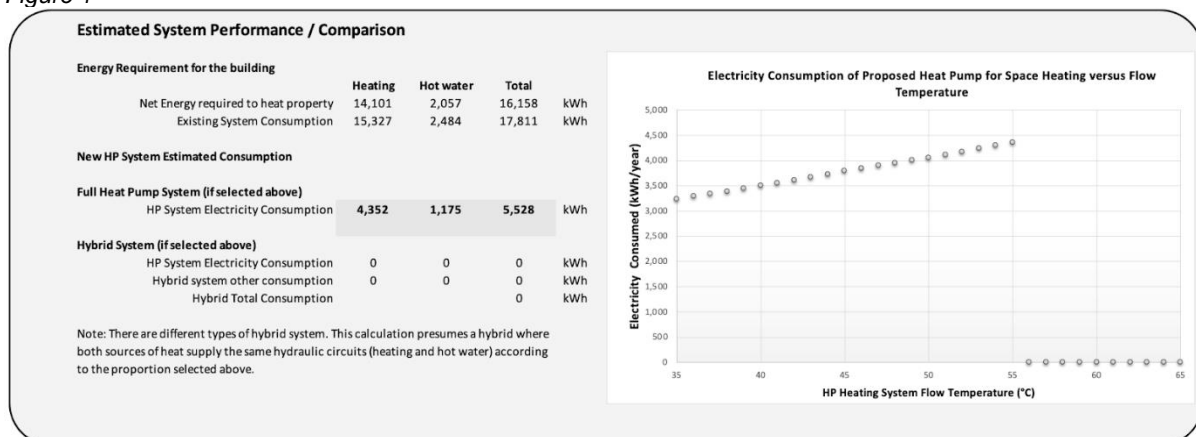 Estimated System Performance / Comparison
Energy Requirement for the building
Heating Hot water Total
Net Energy required to heat property 14,101 2,057 16,158 kWh
Existing System Consumption 15,327 2,484 17,811 kWh
New HP System Estimated Consumption
Full Heat Pump System (if selected above)
HP System Electricity Consumption 4,352 1,175 5,528 kWh
Hybrid System (if selected above)
HP System Electricity Consumption 0 0 0 kWh
Hybrid system other consumption 0 0 0 kWh
Hybrid Total Consumption 0 kWh
Note: There are different types of hybrid system. This calculation presumes a hybrid where
both sources of heat supply the same hydraulic circuits (heating and hot water) according
to the proportion selected above.
Electricity Consumption of Proposed Heat Pump for Space Heating versus Flow
Temperature
Electricity Consumed (kWh/year)
5,000
4,500
4,000
3,500
3,000
2,500
2,000
1,500
1,000
500
0
35 40 45 50 55 60 65
HP Heating System Flow Temperature (°C)